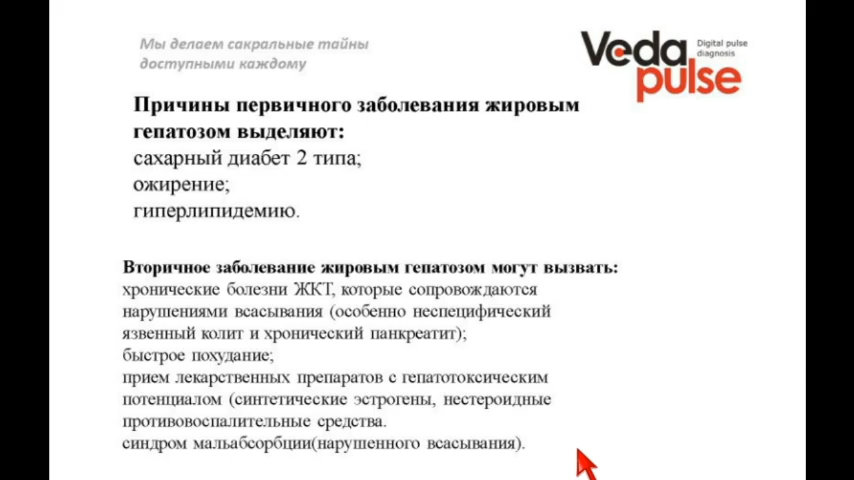 Мы делаем сакральные тайны
доступными каждому
Veda
pulse
Digital pulse
diagnosis
Причины первичного заболевания жировым
гепатозом выделяют:
сахарный диабет 2 типа;
ожирение;
гиперлипидемию.
Вторичное заболевание жировым гепатозом могут вызвать:
хронические болезни ЖКТ, которые сопровождаются
нарушениями всасывания (особенно неспецифический
язвенный колит и хронический панкреатит);
быстрое похудание;
прием лекарственных препаратов с гепатотоксическим
потенциалом (синтетические эстрогены, нестероидные
противовоспалительные средства.
синдром мальабсорбции(нарушенного всасывания).